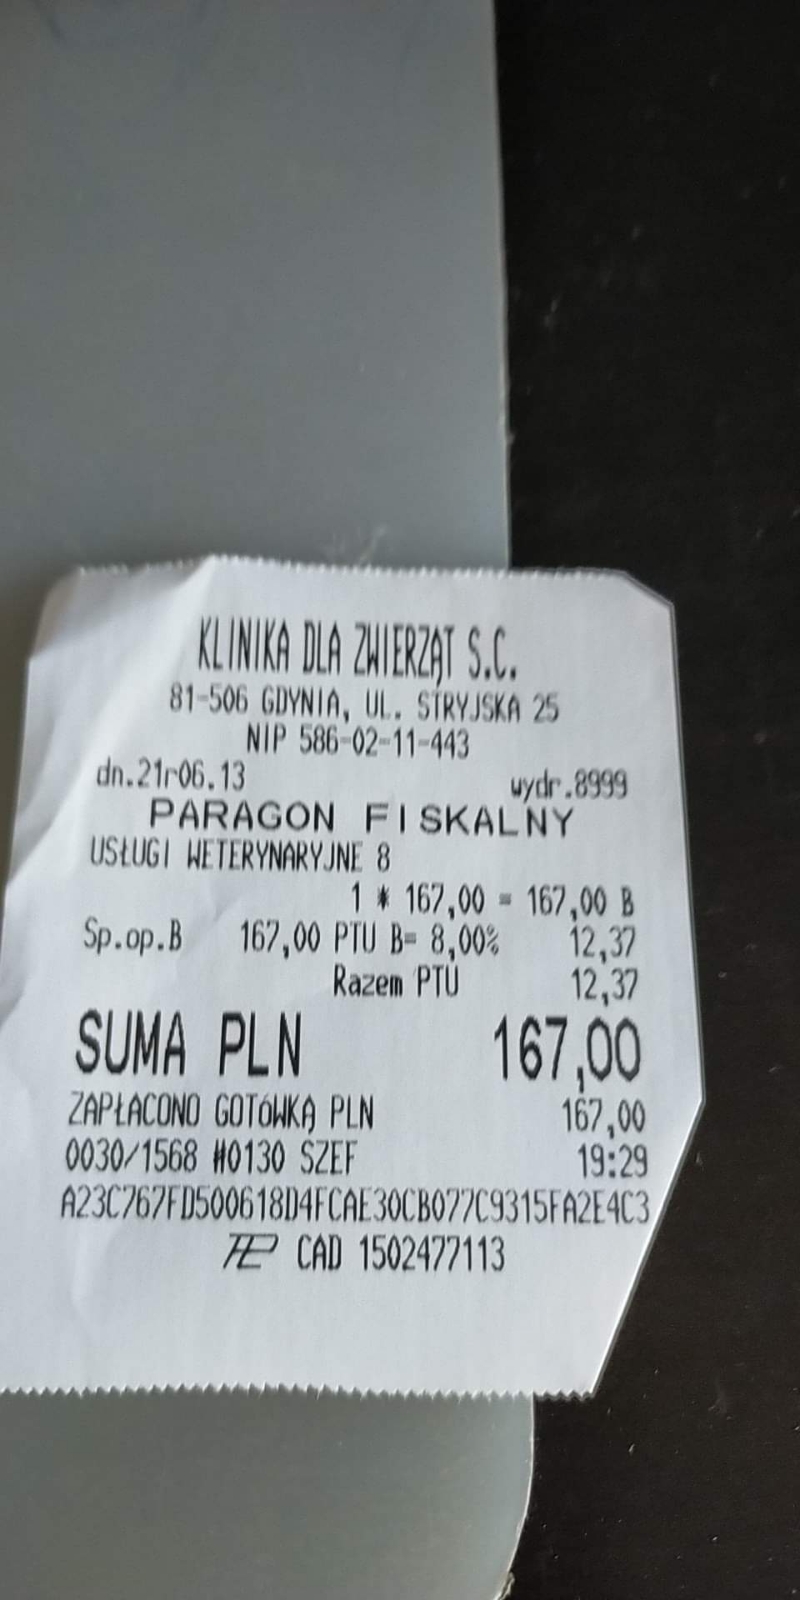 KLINIKA DLA ZWIERZĄT S.C.
81-506 GDYNIA, UL. STRYJSKA 25
NIP 586-02-11-443
dn.21r06.13 wydr.8999
PARAGON FISKALNY
USŁUGI WETERYNARYJNE 8
1 * 167,00 = 167,00 B
Sp.op.B 167,00 PTU B= 8,00% 12,37
Razem PTU 12,37
SUMA PLN 167,00
ZAPŁACONO GOTÓWKĄ PLN 167,00
0030/1568 #0130 SZEF 19:29
A23C767FD500618D4FCAE30CB077C9315FA2E4C3
CAD 1502477113